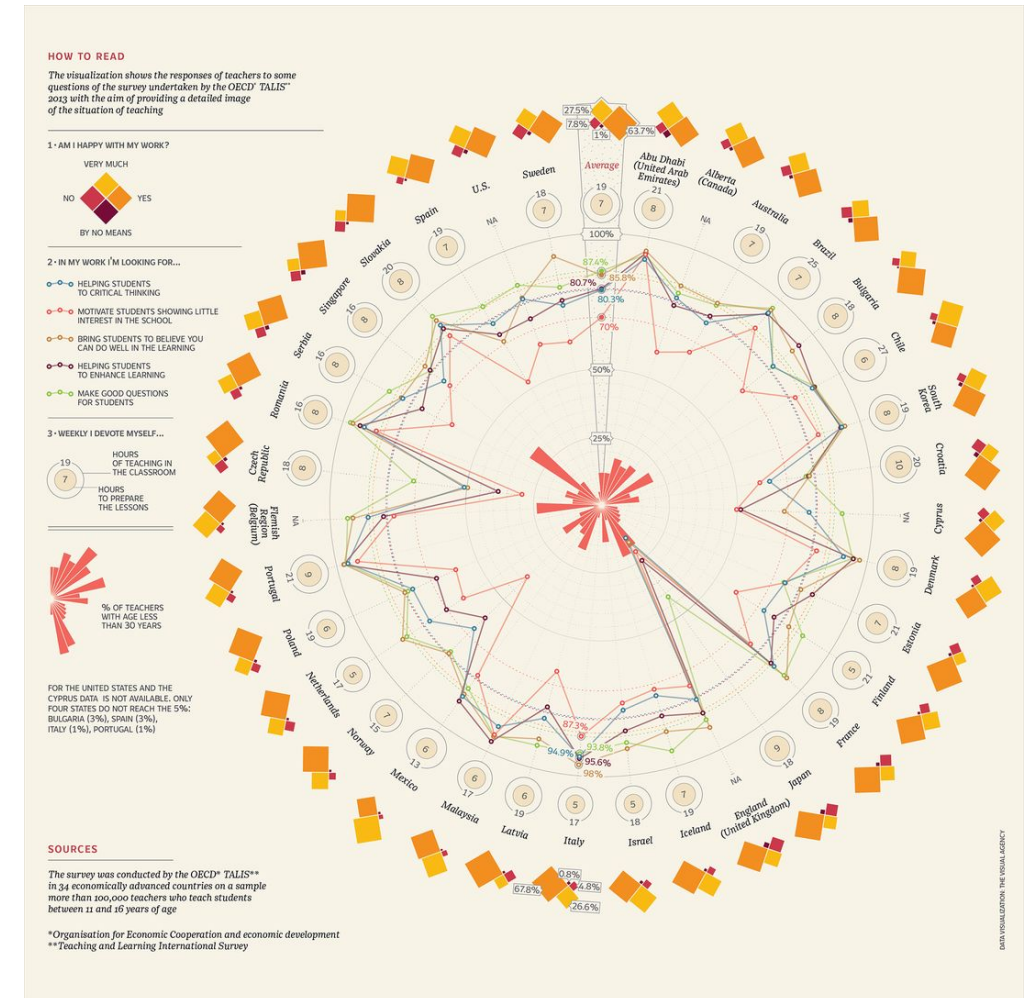 HOW TO READ
The visualization shows the responses of teachers to some
questions of the survey undertaken by the OECD* TALIS**
2013 with the aim of providing a detailed image
of the situation of teaching
1 • AM I HAPPY WITH MY WORK?
VERY MUCH
NO
YES
BY NO MEANS
2 • IN MY WORK I'M LOOKING FOR...
HELPING STUDENTS
TO CRITICAL THINKING
MOTIVATE STUDENTS SHOWING LITTLE
INTEREST IN THE SCHOOL
BRING STUDENTS TO BELIEVE YOU
CAN DO WELL IN THE LEARNING
HELPING STUDENTS
TO ENHANCE LEARNING
MAKE GOOD QUESTIONS
FOR STUDENTS
3 • WEEKLY I DEVOTE MYSELF...
19
HOURS
OF TEACHING IN
THE CLASSROOM
7
HOURS
TO PREPARE
THE LESSONS
% OF TEACHERS
WITH AGE LESS
THAN 30 YEARS
FOR THE UNITED STATES AND THE
CYPRUS DATA IS NOT AVAILABLE. ONLY
FOUR STATES DO NOT REACH THE 5%:
BULGARIA (3%), SPAIN (3%),
ITALY (1%), PORTUGAL (1%)
SOURCES
The survey was conducted by the OECD* TALIS**
in 34 economically advanced countries on a sample
more than 100,000 teachers who teach students
between 11 and 16 years of age
*Organisation for Economic Cooperation and economic development
**Teaching and Learning International Survey
27.5%
7.8%
1%
63.7%
Average
19
7
100%
87.4%
80.7%
85.8%
80.3%
70%
50%
25%
Abu Dhabi
(United Arab
Emirates)
21
8
Alberta
(Canada)
NA
Australia
19
7
Brazil
25
7
Bulgaria
18
8
Chile
27
6
South
Korea
19
8
Croatia
20
10
Cyprus
NA
Denmark
19
8
Estonia
21
7
Finland
21
5
France
19
8
Japan
18
9
England
(United Kingdom)
NA
Iceland
19
7
Israel
18
5
Italy
17
5
87.3%
93.8%
94.9%
95.6%
98%
0.8%
4.8%
67.8%
26.6%
Latvia
19
6
Malaysia
17
6
Mexico
13
6
Norway
15
7
Netherlands
17
5
Poland
19
6
Portugal
21
9
Flemish
Region
(Belgium)
NA
Czech
Republic
18
8
Romania
16
8
Serbia
16
8
Singapore
16
8
Slovakia
20
8
Spain
19
7
U.S.
NA
Sweden
18
7
DATA VISUALIZATION: THE VISUAL AGENCY